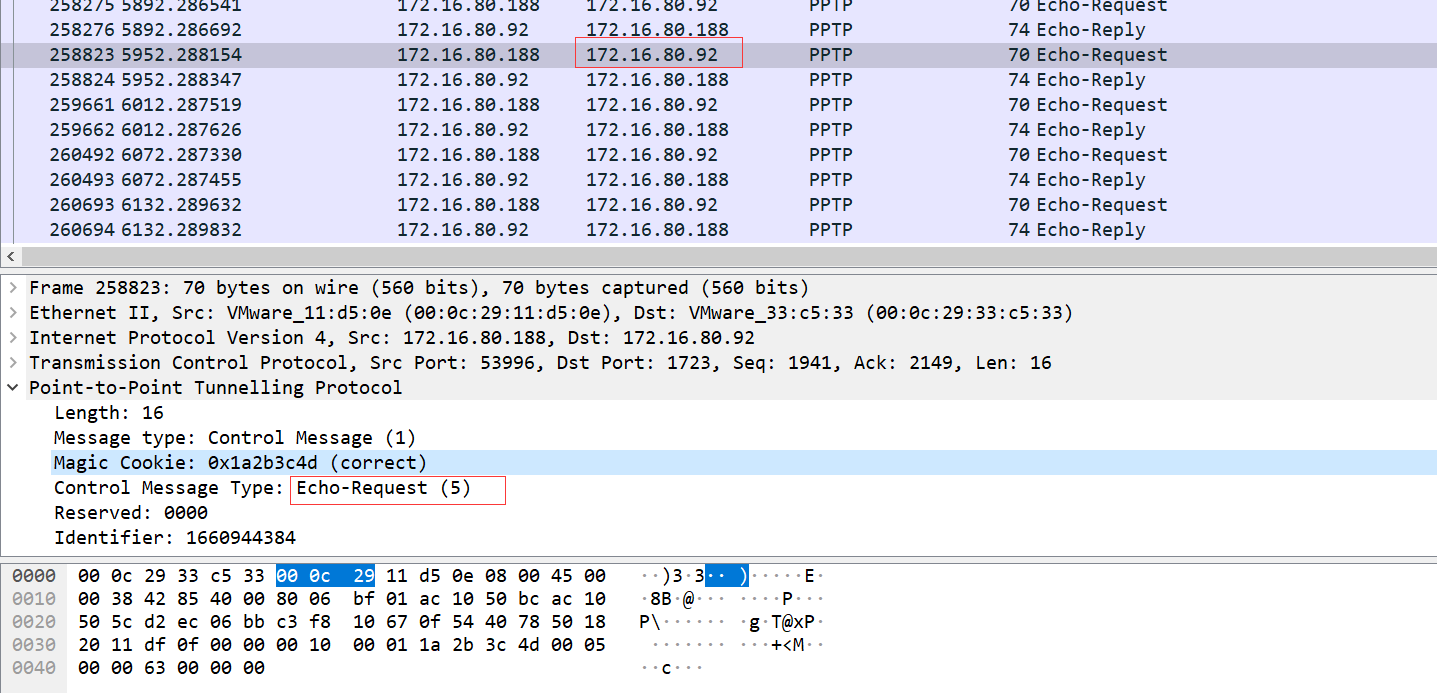 258275 5892.286541 172.16.80.188 172.16.80.92 PPTP 70 Echo-Request
258276 5892.286692 172.16.80.92 172.16.80.188 PPTP 74 Echo-Reply
258823 5952.288154 172.16.80.188 172.16.80.92 PPTP 70 Echo-Request
258824 5952.288347 172.16.80.92 172.16.80.188 PPTP 74 Echo-Reply
259661 6012.287519 172.16.80.188 172.16.80.92 PPTP 70 Echo-Request
259662 6012.287626 172.16.80.92 172.16.80.188 PPTP 74 Echo-Reply
260492 6072.287330 172.16.80.188 172.16.80.92 PPTP 70 Echo-Request
260493 6072.287455 172.16.80.92 172.16.80.188 PPTP 74 Echo-Reply
260693 6132.289632 172.16.80.188 172.16.80.92 PPTP 70 Echo-Request
260694 6132.289832 172.16.80.92 172.16.80.188 PPTP 74 Echo-Reply
Frame 258823: 70 bytes on wire (560 bits), 70 bytes captured (560 bits)
Ethernet II, Src: VMware_11:d5:0e (00:0c:29:11:d5:0e), Dst: VMware_33:c5:33 (00:0c:29:33:c5:33)
Internet Protocol Version 4, Src: 172.16.80.188, Dst: 172.16.80.92
Transmission Control Protocol, Src Port: 53996, Dst Port: 1723, Seq: 1941, Ack: 2149, Len: 16
Point-to-Point Tunnelling Protocol
Length: 16
Message type: Control Message (1)
Magic Cookie: 0x1a2b3c4d (correct)
Control Message Type: Echo-Request (5)
Reserved: 0000
Identifier: 1660944384
0000 00 0c 29 33 c5 33 00 0c 29 11 d5 0e 08 00 45 00 ··)3·3·· )·····E·
0010 00 38 42 85 40 00 80 06 bf 01 ac 10 50 bc ac 10 ·8B·@··· ····P···
0020 50 5c d2 ec 06 bb c3 f8 10 67 0f 54 40 78 50 18 P\······ ·g·T@xP·
0030 20 11 df 0f 00 00 00 10 00 01 1a 2b 3c 4d 00 05 ······· ···+<M··
0040 00 00 63 00 00 00 ··c···